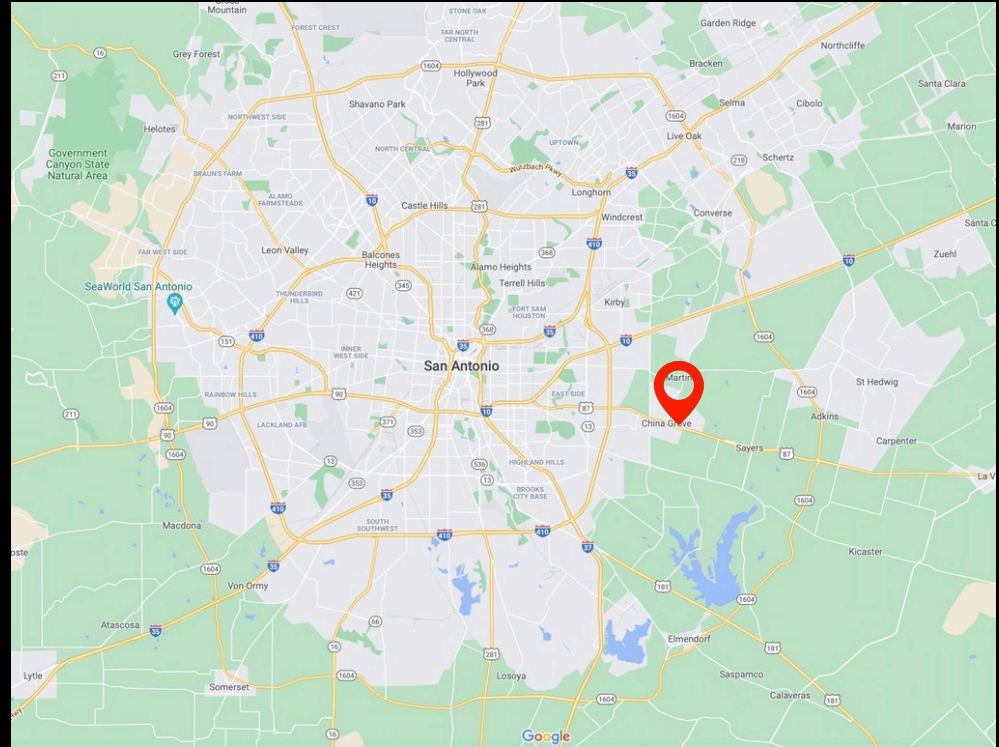 Cross
Mountain
STONE OAK
Garden Ridge
FOREST CREST
FAR NORTH
CENTRAL
Northcliffe
16
Grey Forest
1604
Bracken
211
Hollywood
Park
Santa Clara
Shavano Park
Selma
Cibolo
NORTHWEST SIDE
281
1604
Marion
Helotes
Live Oak
NORTH CENTRAL
UPTOWN
218
Schertz
Government
Canyon State
Natural Area
Wurzbach Pkwy
35
BRAUN'S FARM
10
Longhorn
ALAMO
FARMSTEADS
Castle Hills
281
Windcrest
Converse
Santa C
410
FAR WEST SIDE
Leon Valley
Balcones
Heights
368
10
Zuehl
Alamo Heights
SeaWorld San Antonio
THUNDERBIRD
HILLS
421
345
Terrell Hills
Kirby
FORT SAM
HOUSTON
151
410
368
35
10
1604
INNER
WEST SIDE
35
San Antonio
Martin
St Hedwig
RAINBOW HILLS
90
EAST SIDE
1604
1604
10
87
211
90
LACKLAND AFB
371
353
13
China Grove
Adkins
90
1604
Sayers
87
Carpenter
13
536
HIGHLAND HILLS
353
13
La V
35
BROOKS
CITY BASE
410
1604
Macdona
SOUTH
SOUTHWEST
410
410
37
oste
Kicaster
1604
35
Von Ormy
181
1604
66
Atascosa
35
16
Elmendorf
181
281
Lytle
Somerset
1604
Losoya
Saspamco
1604
Calaveras
181
wy
16
Google